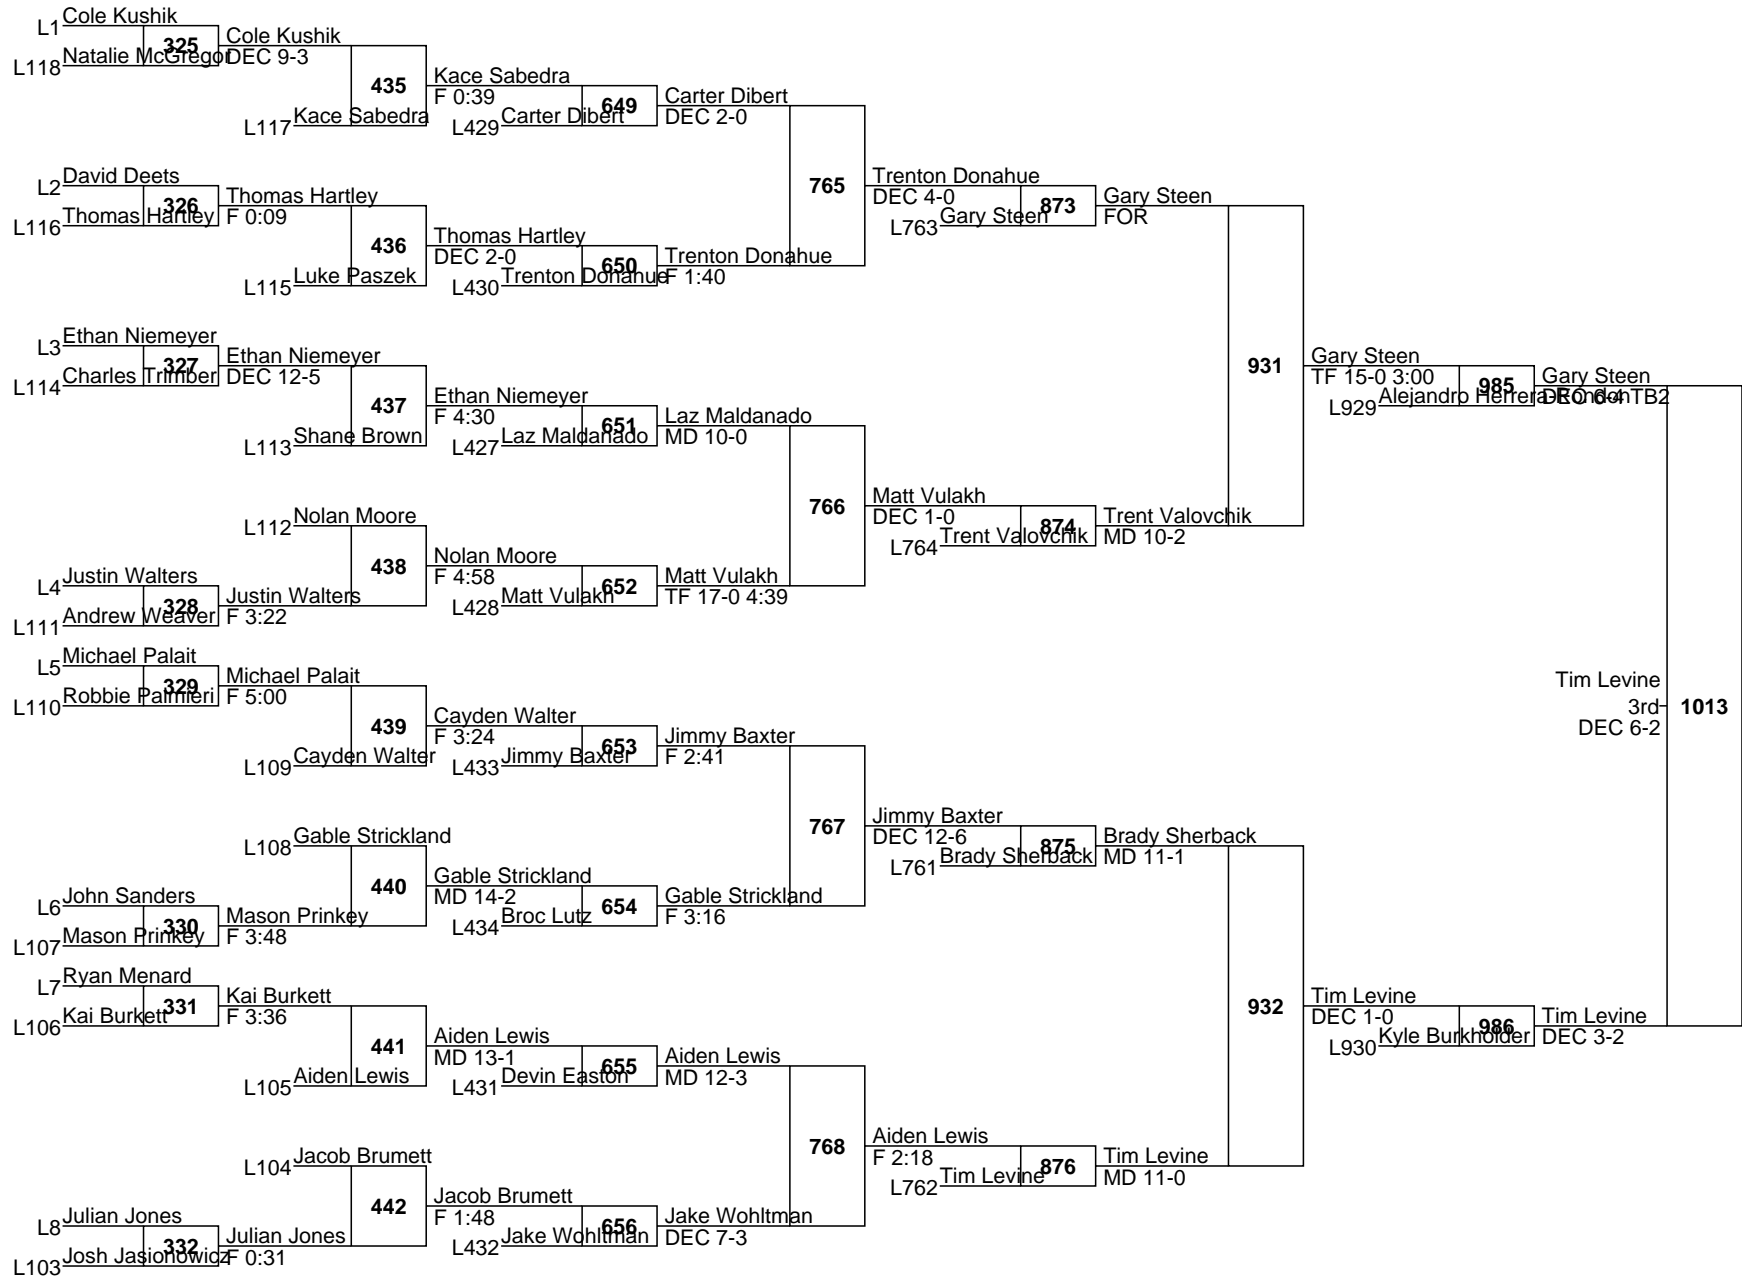 Cole Kushik
L1
325
Cole Kushik
Natalie McGregor
DEC 9-3
L118
435
Kace Sabedra
F 0:39
Kace Sabedra
L117
649
Carter Dibert
Carter Dibert
DEC 2-0
L429
David Deets
L2
326
Thomas Hartley
Thomas Hartley
F 0:09
L116
436
Thomas Hartley
DEC 2-0
Luke Paszek
L115
650
Trenton Donahue
Trenton Donahue
F 1:40
L430
765
Trenton Donahue
DEC 4-0
873
Gary Steen
Gary Steen
FOR
L763
Ethan Niemeyer
L3
327
Ethan Niemeyer
Charles Trimber
DEC 12-5
L114
437
Ethan Niemeyer
F 4:30
Shane Brown
L113
651
Laz Maldanado
Laz Maldanado
MD 10-0
L427
Nolan Moore
L112
438
Nolan Moore
F 4:58
652
Matt Vulakh
Matt Vulakh
TF 17-0 4:39
L428
Justin Walters
L4
328
Justin Walters
Andrew Weaver
F 3:22
L111
766
Matt Vulakh
DEC 1-0
874
Trent Valovchik
Trent Valovchik
MD 10-2
L764
931
Gary Steen
TF 15-0 3:00
985
Gary Steen
Alejandro Herrera-Rondon
DEC 6-4 TB2
L929
Michael Palait
L5
329
Michael Palait
Robbie Palmieri
F 5:00
L110
439
Cayden Walter
F 3:24
Cayden Walter
L109
653
Jimmy Baxter
Jimmy Baxter
F 2:41
L433
Gable Strickland
L108
440
Gable Strickland
MD 14-2
654
Gable Strickland
Broc Lutz
F 3:16
L434
John Sanders
L6
330
Mason Prinkey
Mason Prinkey
F 3:48
L107
767
Jimmy Baxter
DEC 12-6
875
Brady Sherback
Brady Sherback
MD 11-1
L761
Ryan Menard
L7
331
Kai Burkett
Kai Burkett
F 3:36
L106
441
Aiden Lewis
MD 13-1
Aiden Lewis
L105
655
Aiden Lewis
Devin Easton
MD 12-3
L431
Jacob Brumett
L104
442
Jacob Brumett
F 1:48
656
Jake Wohltman
Jake Wohltman
DEC 7-3
L432
Julian Jones
L8
332
Julian Jones
Josh Jasionowicz
F 0:31
L103
768
Aiden Lewis
F 2:18
876
Tim Levine
Tim Levine
MD 11-0
L762
932
Tim Levine
DEC 1-0
986
Tim Levine
Kyle Burkholder
DEC 3-2
L930
Tim Levine
3rd
1013
DEC 6-2